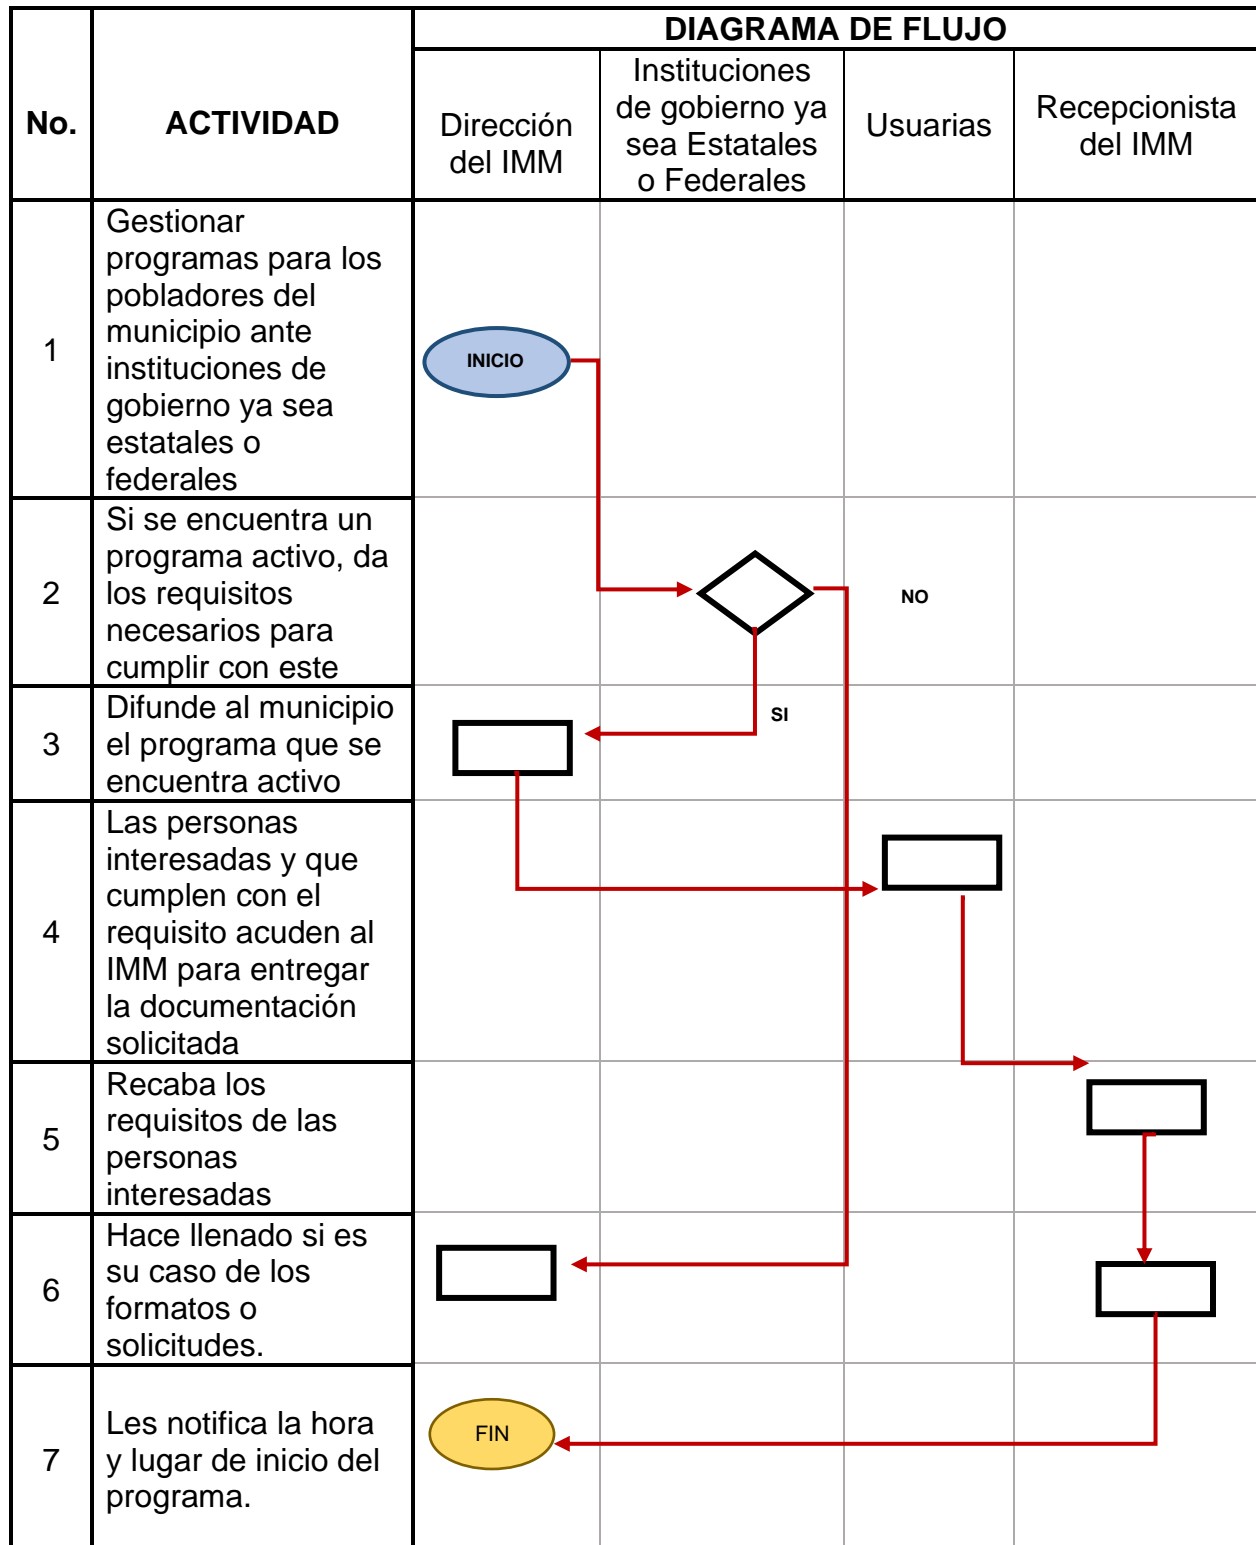 No.
ACTIVIDAD
DIAGRAMA DE FLUJO
Dirección
del IMM
Instituciones
de gobierno ya
sea Estatales
o Federales
Usuarias
Recepcionista
del IMM
1
Gestionar
programas para los
pobladores del
municipio ante
instituciones de
gobierno ya sea
estatales o
federales
INICIO
2
Si se encuentra un
programa activo, da
los requisitos
necesarios para
cumplir con este
NO
3
Difunde al municipio
el programa que se
encuentra activo
SI
4
Las personas
interesadas y que
cumplen con el
requisito acuden al
IMM para entregar
la documentación
solicitada
5
Recaba los
requisitos de las
personas
interesadas
6
Hace llenado si es
su caso de los
formatos o
solicitudes.
7
Les notifica la hora
y lugar de inicio del
programa.
FIN